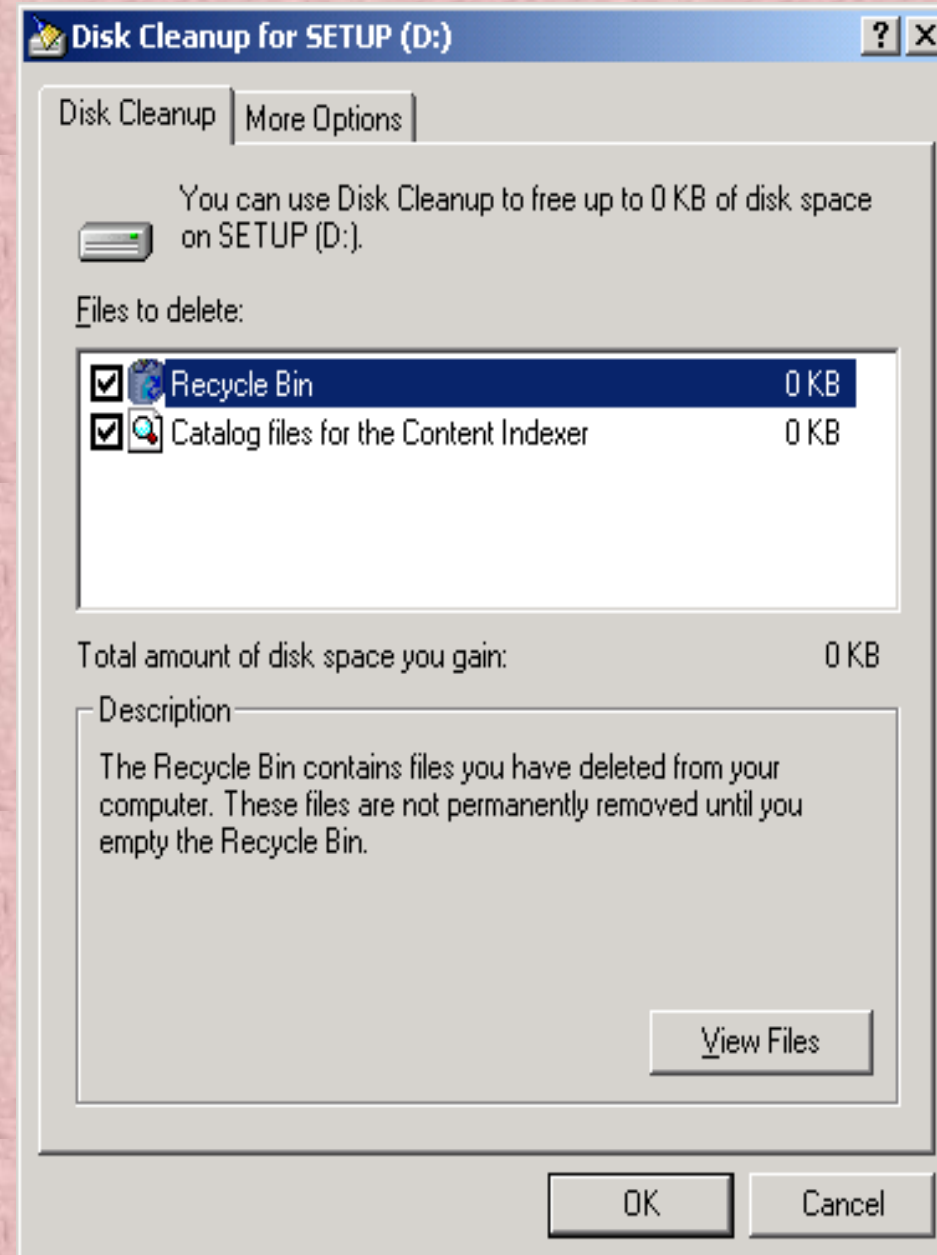 Disk Cleanup for SETUP (D:)
Disk Cleanup
More Options
You can use Disk Cleanup to free up to 0 KB of disk space
on SETUP (D:).
Files to delete:
Recycle Bin 0 KB
Catalog files for the Content Indexer 0 KB
Total amount of disk space you gain: 0 KB
Description
The Recycle Bin contains files you have deleted from your
computer. These files are not permanently removed until you
empty the Recycle Bin.
View Files
OK Cancel